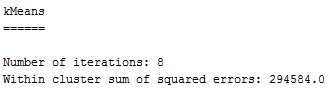 kMeans
======
Number of iterations: 8
Within cluster sum of squared errors: 294584.0